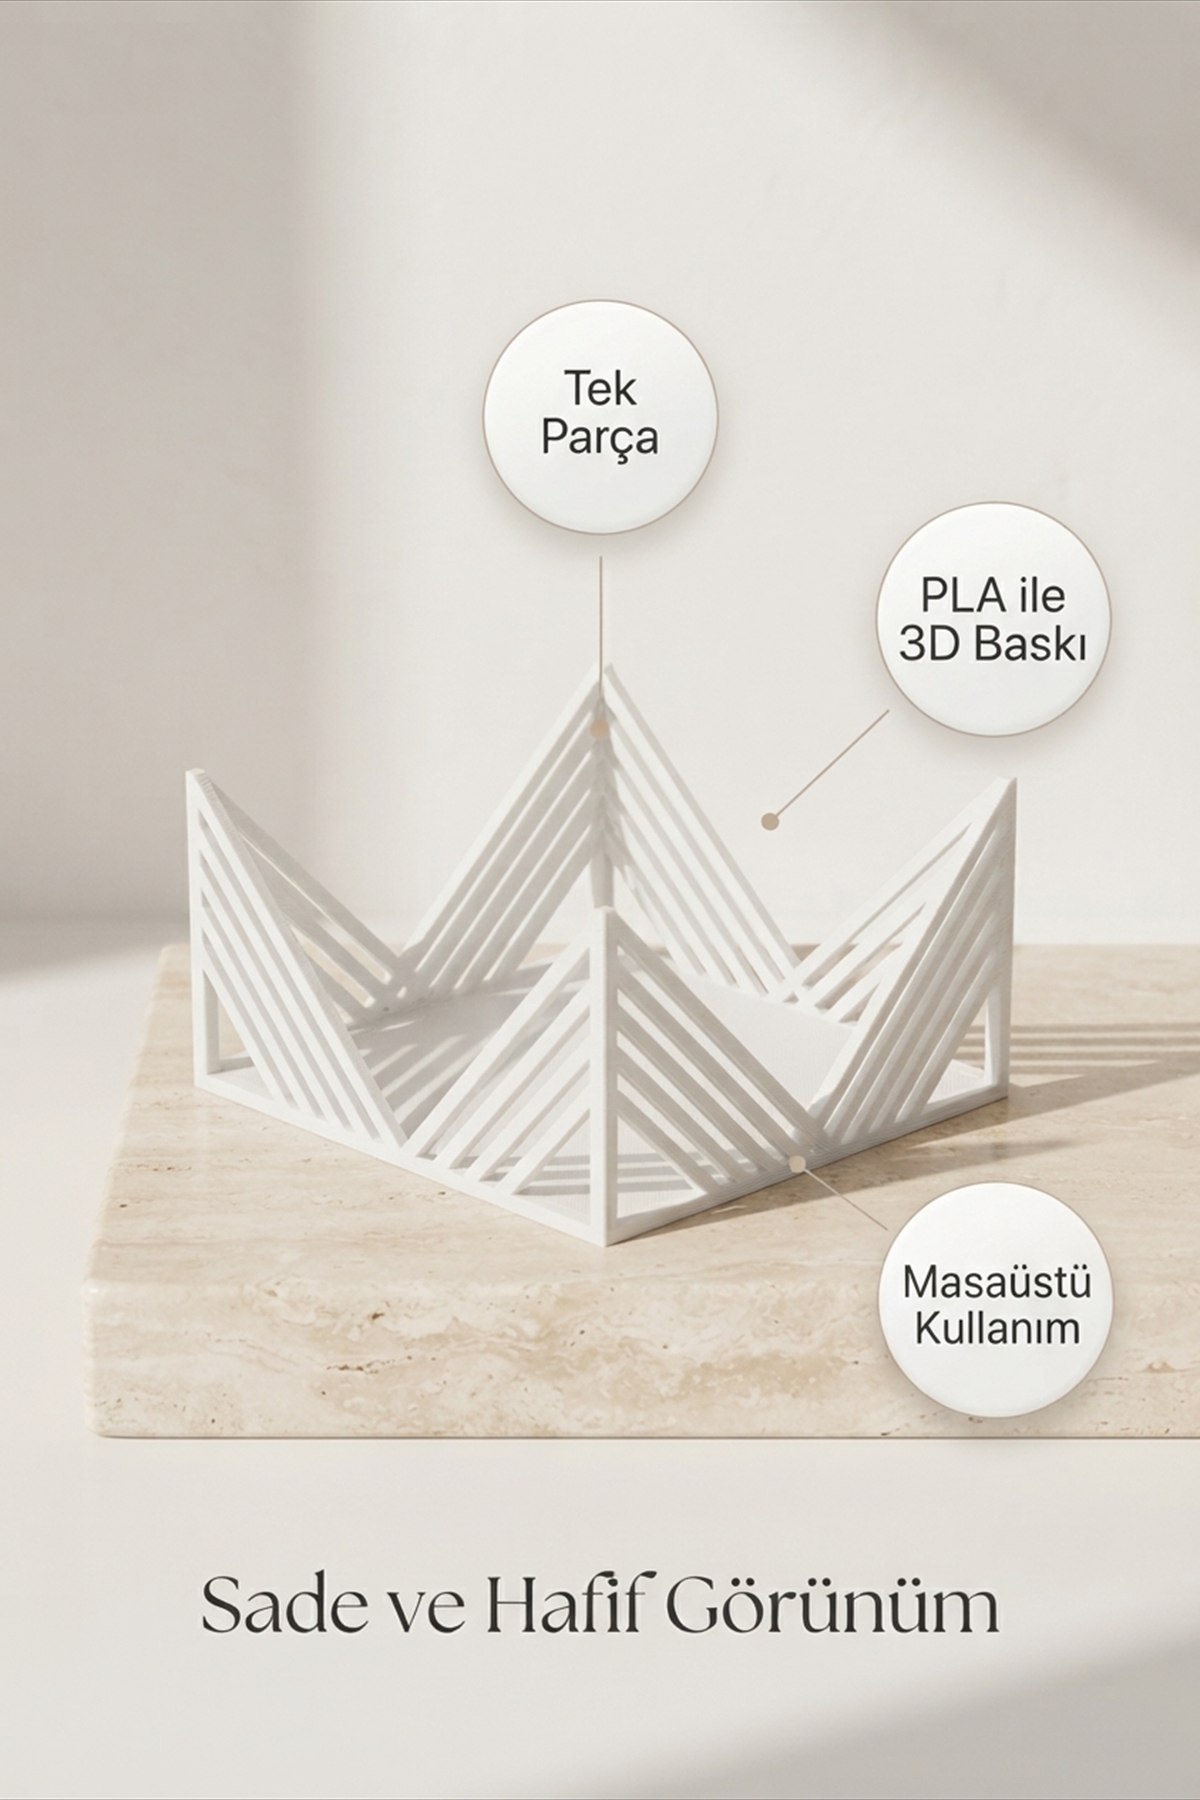 Tek
Parça
PLA ile
3D Baskı
Masaüstü
Kullanım
Sade ve Hafif Görünüm